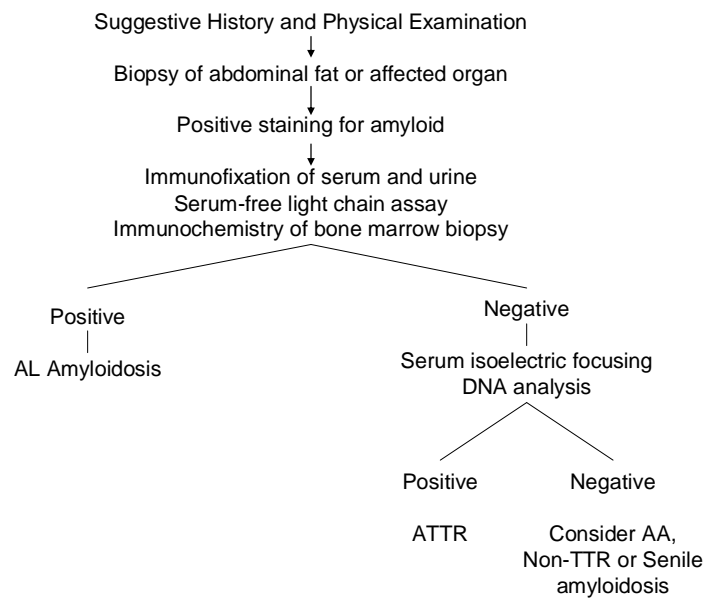 Suggestive History and Physical Examination
Biopsy of abdominal fat or affected organ
Positive staining for amyloid
Immunofixation of serum and urine
Serum-free light chain assay
Immunochemistry of bone marrow biopsy
Positive
AL Amyloidosis
Negative
Serum isoelectric focusing
DNA analysis
Positive
ATTR
Negative
Consider AA,
Non-TTR or Senile
amyloidosis